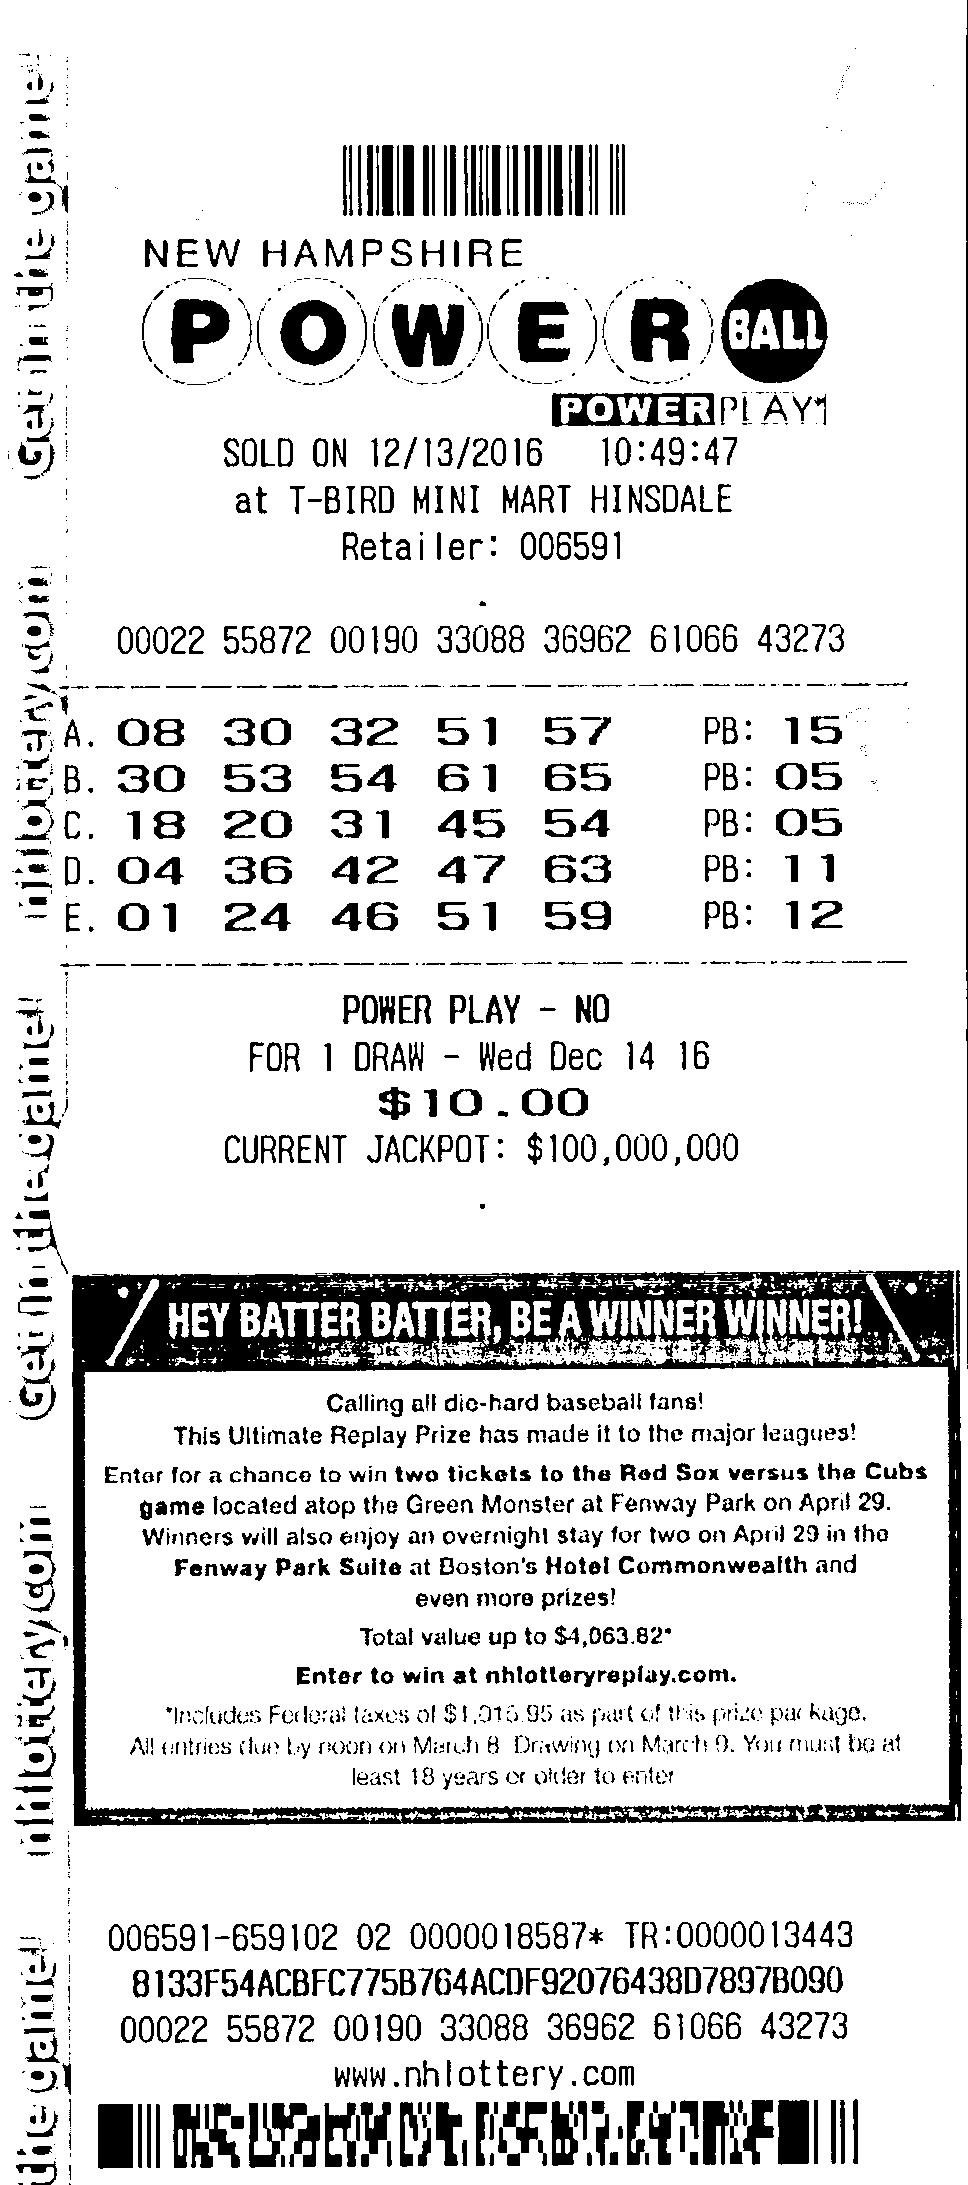 NEW HAMPSHIRE
POWERBALL
POWERPLAY
SOLD ON 12/13/2016 10:49:47
at T-BIRD MINI MART HINSDALE
Retailer: 006591
00022 55872 00190 33088 36962 61066 43273
A. 08 30 32 51 57 PB: 15
B. 30 53 54 61 65 PB: 05
C. 18 20 31 45 54 PB: 05
D. 04 36 42 47 63 PB: 11
E. 01 24 46 51 59 PB: 12
POWER PLAY - NO
FOR 1 DRAW - Wed Dec 14 16
$10.00
CURRENT JACKPOT: $100,000,000
HEY BATTER BATTER, BE A WINNER WINNER!
Calling all die-hard baseball fans!
This Ultimate Replay Prize has made it to the major leagues!
Enter for a chance to win two tickets to the Red Sox versus the Cubs
game located atop the Green Monster at Fenway Park on April 29.
Winners will also enjoy an overnight stay for two on April 29 in the
Fenway Park Suite at Boston's Hotel Commonwealth and
even more prizes!
Total value up to $4,063.82*
Enter to win at nhlotteryreplay.com.
*Includes Federal taxes of as part of this prize package.
All entries due by noon on March 8. Drawing on March 9. You must be at
least 18 years or older to enter
006591-659102 02 0000018587* TR:0000013443
8133F54ACBFC775B764ACDF92076438D7897B090
00022 55872 00190 33088 36962 61066 43273
www.nhlottery.com
Get in the game!
nhlottery.com
Get in the game!
nhlottery.com
the game!